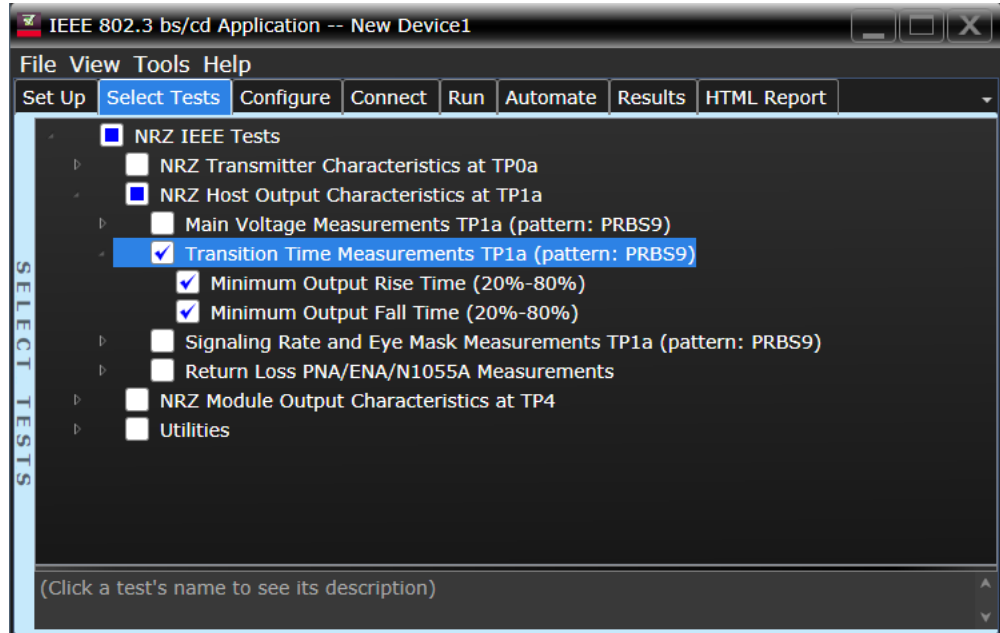 IEEE 802.3 bs/cd Application -- New Device1
File View Tools Help
Set Up Select Tests Configure Connect Run Automate Results HTML Report
SELECT TESTS
NRZ IEEE Tests
NRZ Transmitter Characteristics at TP0a
NRZ Host Output Characteristics at TP1a
Main Voltage Measurements TP1a (pattern: PRBS9)
Transition Time Measurements TP1a (pattern: PRBS9)
Minimum Output Rise Time (20%-80%)
Minimum Output Fall Time (20%-80%)
Signaling Rate and Eye Mask Measurements TP1a (pattern: PRBS9)
Return Loss PNA/ENA/N1055A Measurements
NRZ Module Output Characteristics at TP4
Utilities
(Click a test's name to see its description)